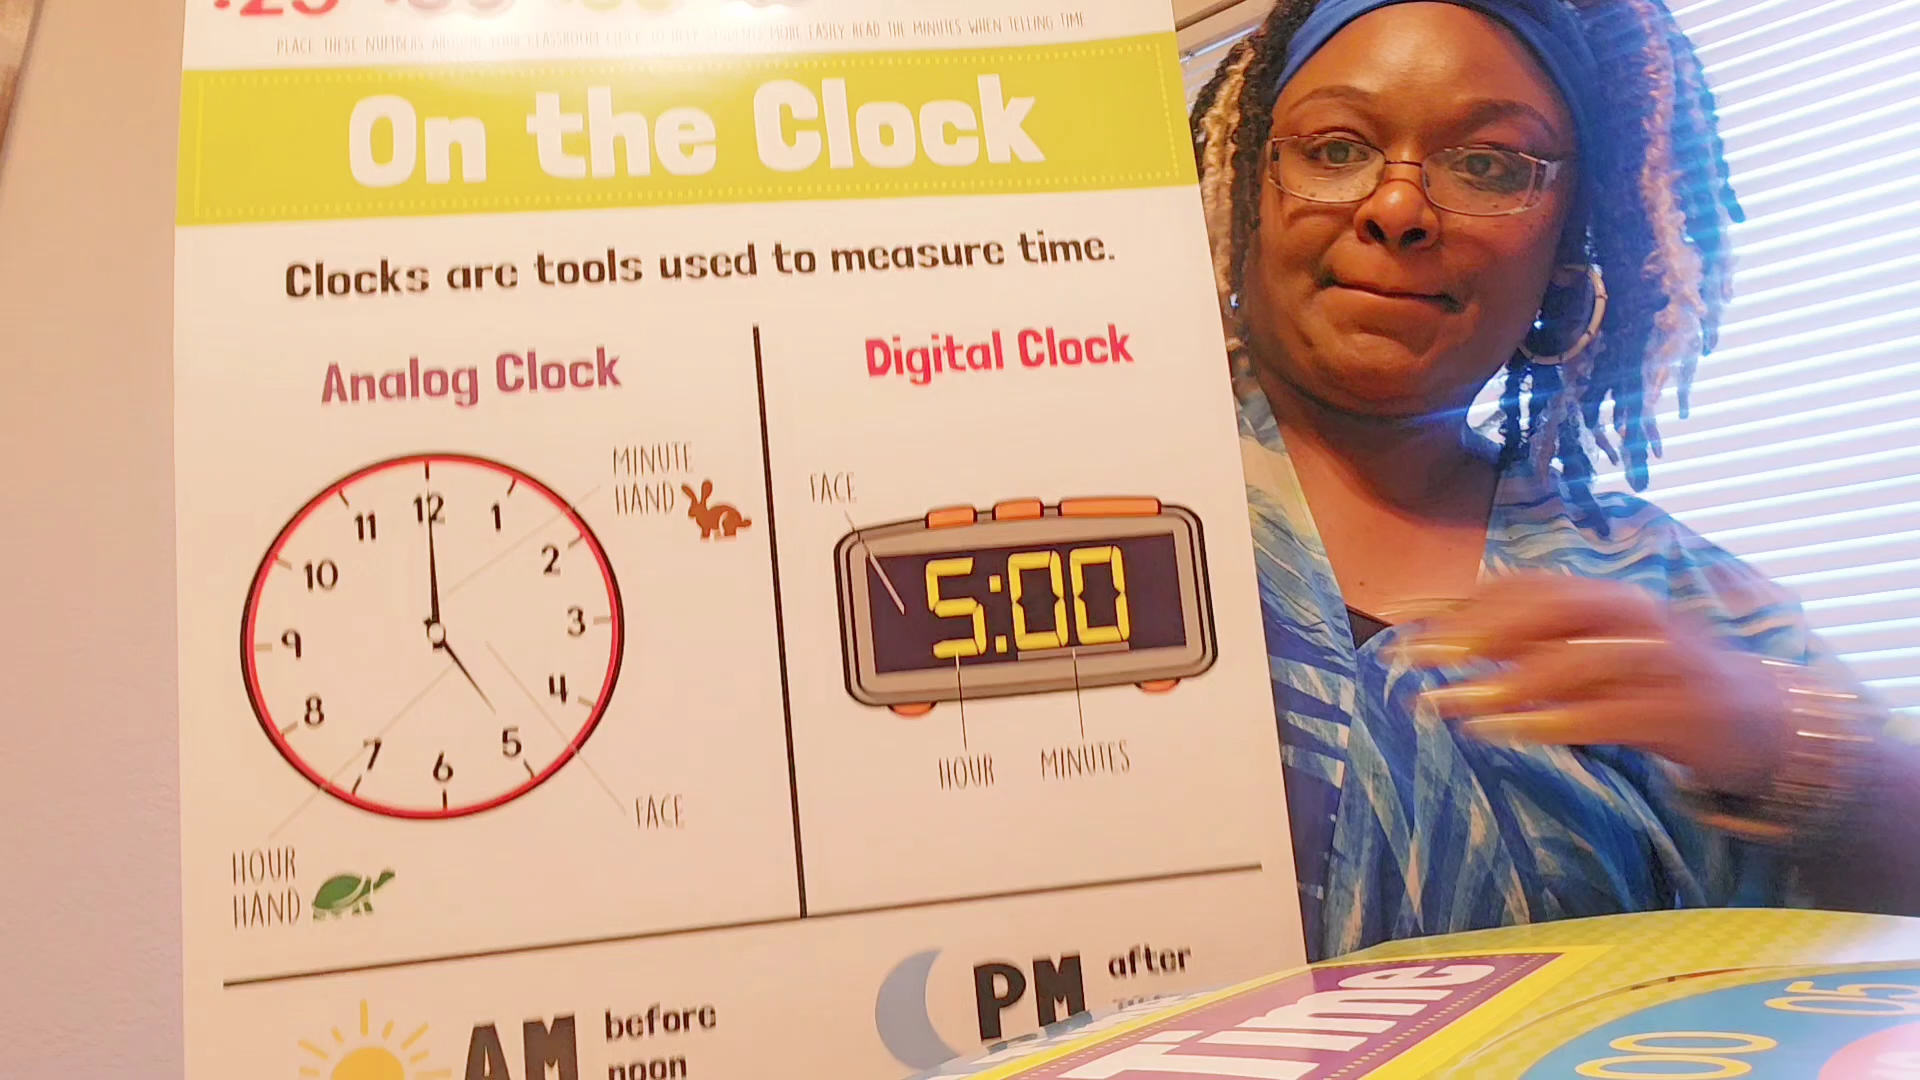 :25
PLACE THESE NUMBERS AROUND YOUR CLASSROOM CLOCK TO HELP STUDENTS MORE EASILY READ THE MINUTES WHEN TELLING TIME
On the Clock
Clocks are tools used to measure time.
Analog Clock
Digital Clock
MINUTE
HAND
FACE
12
11
1
10
2
9
3
8
4
7
5
6
5:00
HOUR
MINUTES
FACE
HOUR
HAND
AM
before
noon
PM
after
Time
00
05